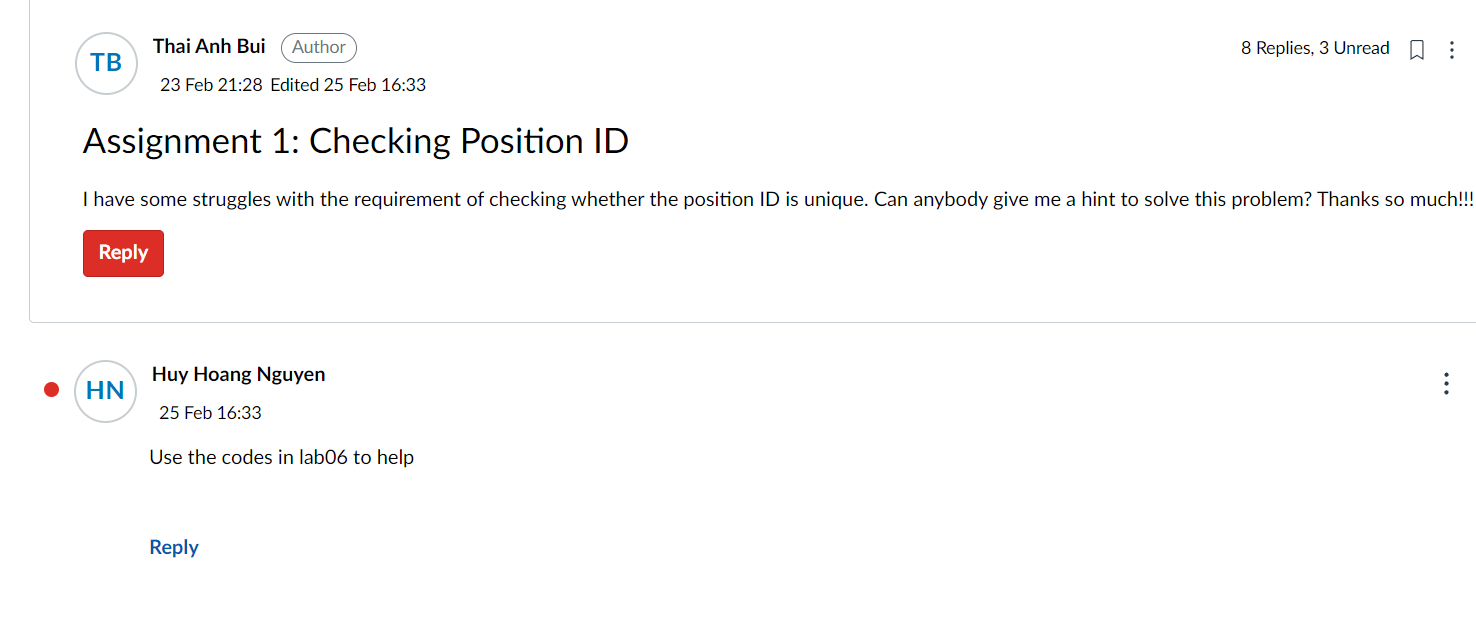 TB
Thai Anh Bui Author
8 Replies, 3 Unread
23 Feb 21:28 Edited 25 Feb 16:33
Assignment 1: Checking Position ID
I have some struggles with the requirement of checking whether the position ID is unique. Can anybody give me a hint to solve this problem? Thanks so much!!!
Reply
HN
Huy Hoang Nguyen
25 Feb 16:33
Use the codes in lab06 to help
Reply